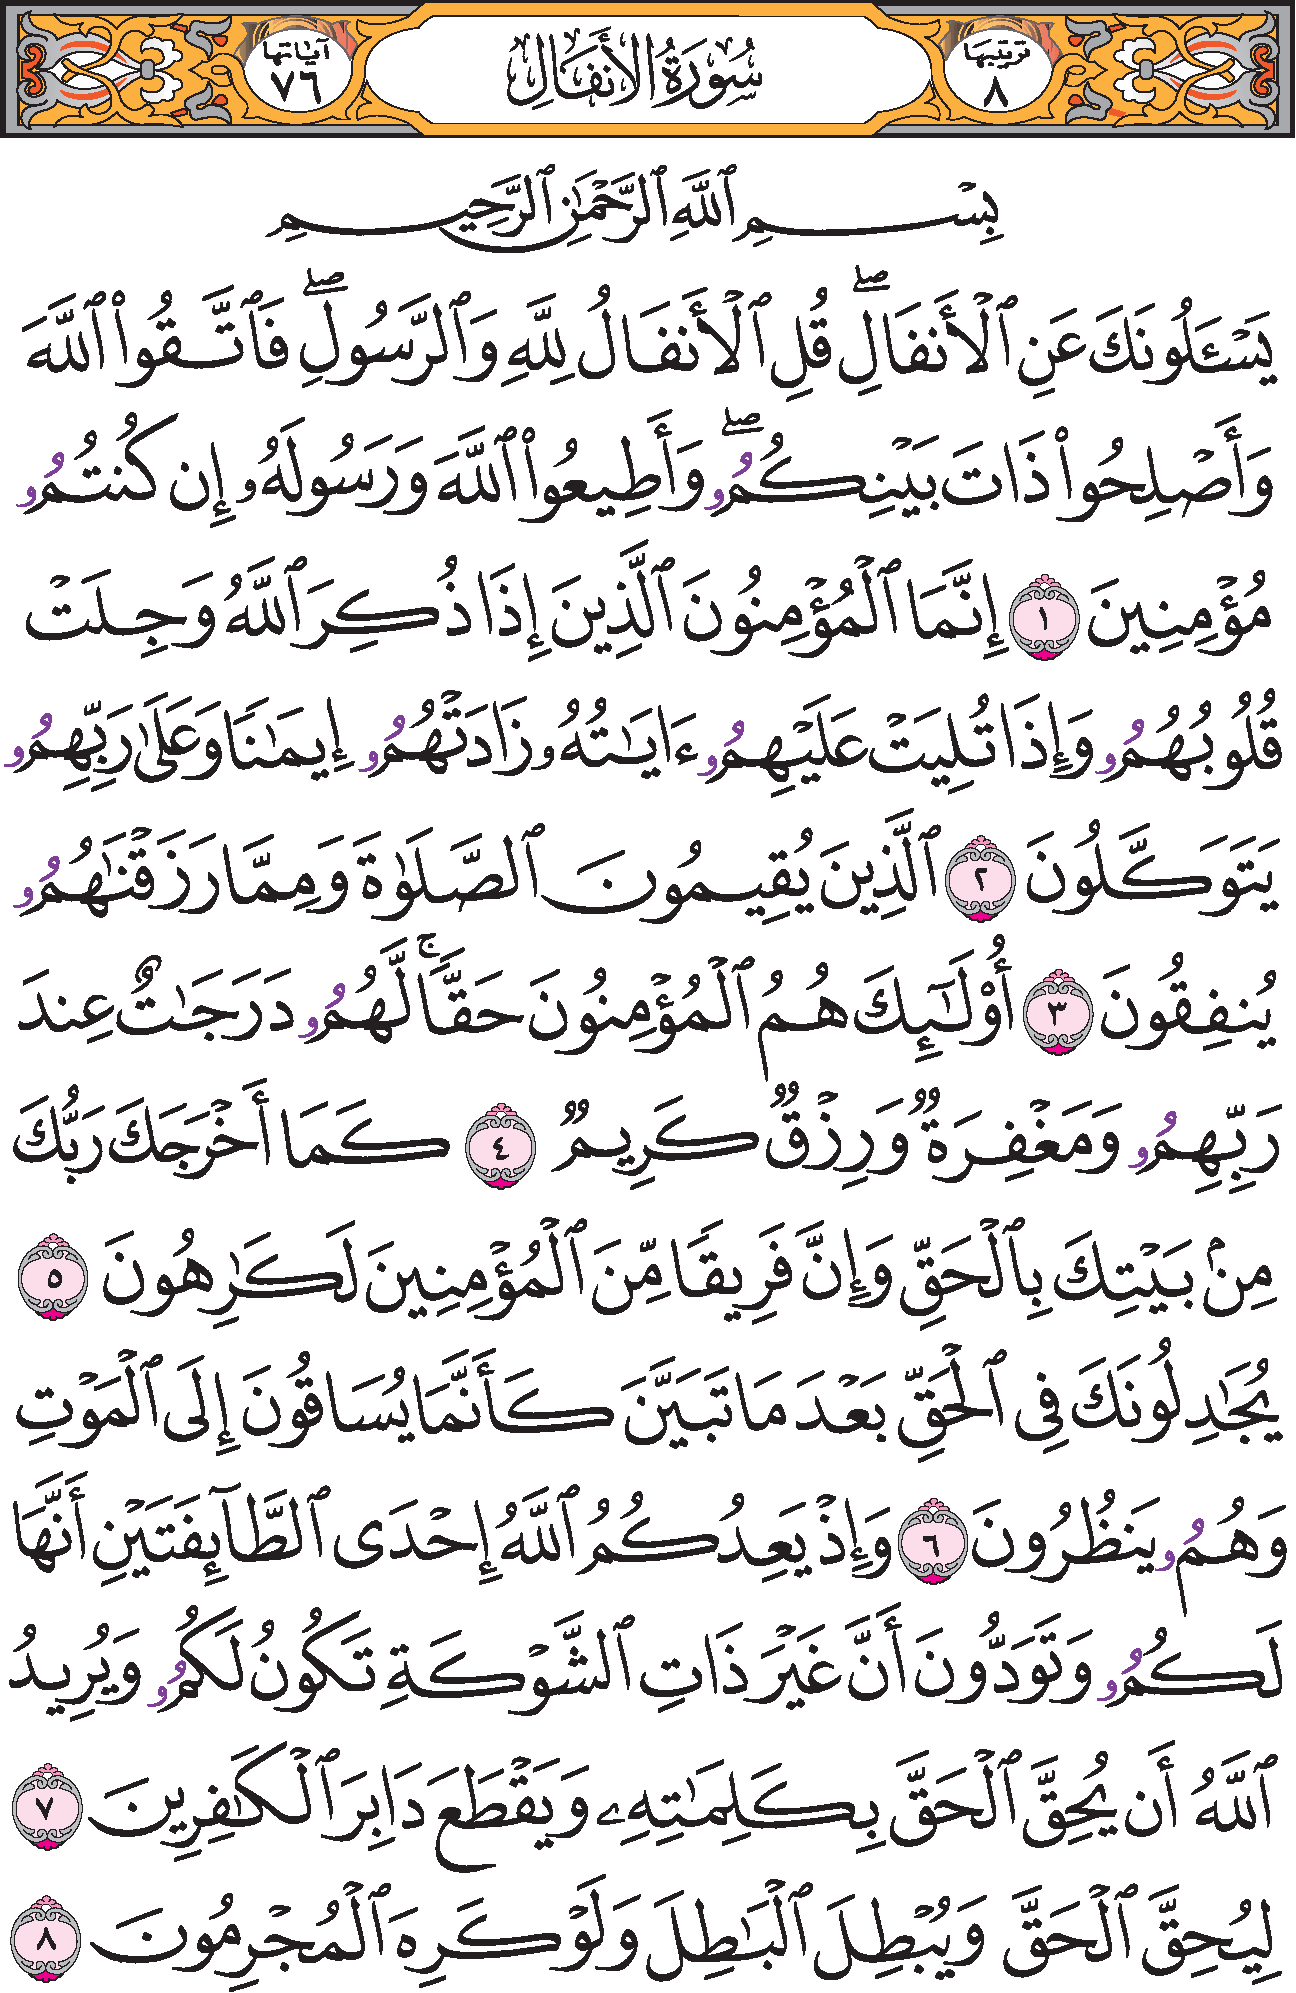 ترتيبها ٨
سُورَةُ الأَنفَالِ
آياتها ٧٦
بِسۡمِ ٱللَّهِ ٱلرَّحۡمَٰنِ ٱلرَّحِيمِ
يَسۡـَٔلُونَكَ عَنِ ٱلۡأَنفَالِۖ قُلِ ٱلۡأَنفَالُ لِلَّهِ وَٱلرَّسُولِۖ فَٱتَّقُواْ ٱللَّهَ
وَأَصۡلِحُواْ ذَاتَ بَيۡنِكُمُۥۖ وَأَطِيعُواْ ٱللَّهَ وَرَسُولَهُۥ إِن كُنتُمُۥ
مُؤۡمِنِينَ ١ إِنَّمَا ٱلۡمُؤۡمِنُونَ ٱلَّذِينَ إِذَا ذُكِرَ ٱللَّهُ وَجِلَتۡ
قُلُوبُهُمُۥ وَإِذَا تُلِيَتۡ عَلَيۡهِمُۥ ءَايَٰتُهُۥ زَادَتۡهُمُۥ إِيمَٰنًا وَعَلَىٰ رَبِّهِمُۥ
يَتَوَكَّلُونَ ٢ ٱلَّذِينَ يُقِيمُونَ ٱلصَّلَوٰةَ وَمِمَّا رَزَقۡنَٰهُمُۥ
يُنفِقُونَ ٣ أُوْلَٰٓئِكَ هُمُ ٱلۡمُؤۡمِنُونَ حَقًّاۚ لَّهُمُۥ دَرَجَٰتٌ عِندَ
رَبِّهِمُۥ وَمَغۡفِرَةٞ وَرِزۡقٞ كَرِيمٞ ٤ كَمَا أَخۡرَجَكَ رَبُّكَ
مِنۢ بَيۡتِكَ بِٱلۡحَقِّ وَإِنَّ فَرِيقًا مِّنَ ٱلۡمُؤۡمِنِينَ لَكَٰرِهُونَ ٥
يُجَٰدِلُونَكَ فِي ٱلۡحَقِّ بَعۡدَ مَا تَبَيَّنَ كَأَنَّمَا يُسَاقُونَ إِلَى ٱلۡمَوۡتِ
وَهُمُۥ يَنظُرُونَ ٦ وَإِذۡ يَعِدُكُمُ ٱللَّهُ إِحۡدَى ٱلطَّآئِفَتَيۡنِ أَنَّهَا
لَكُمُۥ وَتَوَدُّونَ أَنَّ غَيۡرَ ذَاتِ ٱلشَّوۡكَةِ تَكُونُ لَكُمُۥ وَيُرِيدُ
ٱللَّهُ أَن يُحِقَّ ٱلۡحَقَّ بِكَلِمَٰتِهِۦ وَيَقۡطَعَ دَابِرَ ٱلۡكَٰفِرِينَ ٧
لِيُحِقَّ ٱلۡحَقَّ وَيُبۡطِلَ ٱلۡبَٰطِلَ وَلَوۡ كَرِهَ ٱلۡمُجۡرِمُونَ ٨